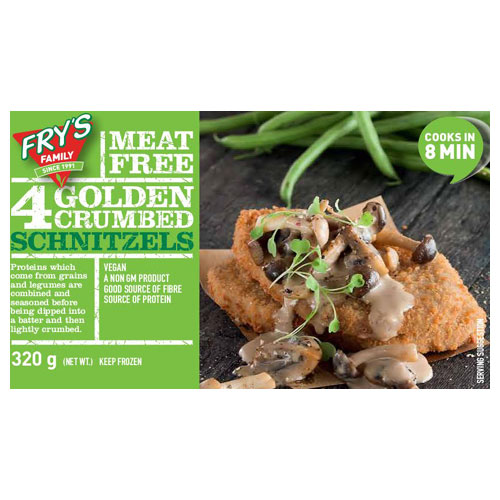 FRY'S
FAMILY
SINCE 1991
MEAT
FREE
4 GOLDEN
CRUMBED
SCHNITZELS
Proteins which
come from grains
and legumes are
combined and
seasoned before
being dipped into
a batter and then
lightly crumbed.
VEGAN
A NON GM PRODUCT
GOOD SOURCE OF FIBRE
SOURCE OF PROTEIN
320 g (NET WT.) KEEP FROZEN
COOKS IN
8 MIN
SERVING SUGGESTION